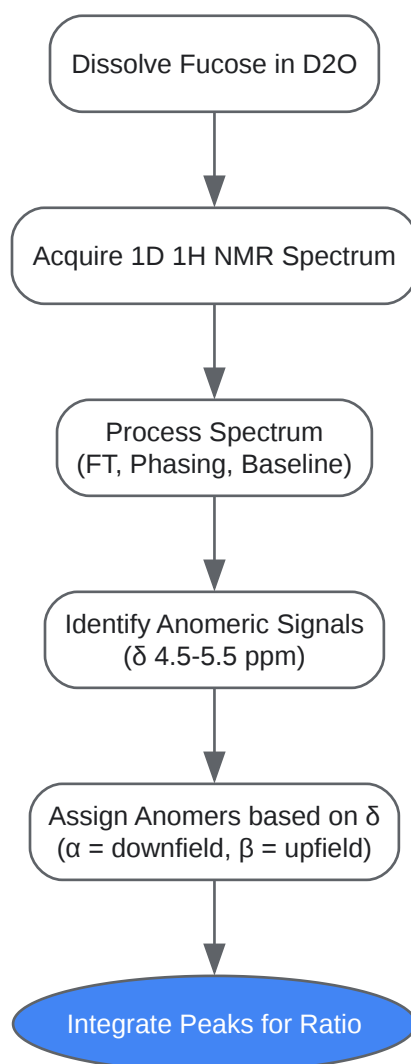 Dissolve Fucose in D2O
Acquire 1D 1H NMR Spectrum
Process Spectrum
(FT, Phasing, Baseline)
Identify Anomeric Signals
(δ 4.5-5.5 ppm)
Assign Anomers based on δ
(α = downfield, β = upfield)
Integrate Peaks for Ratio